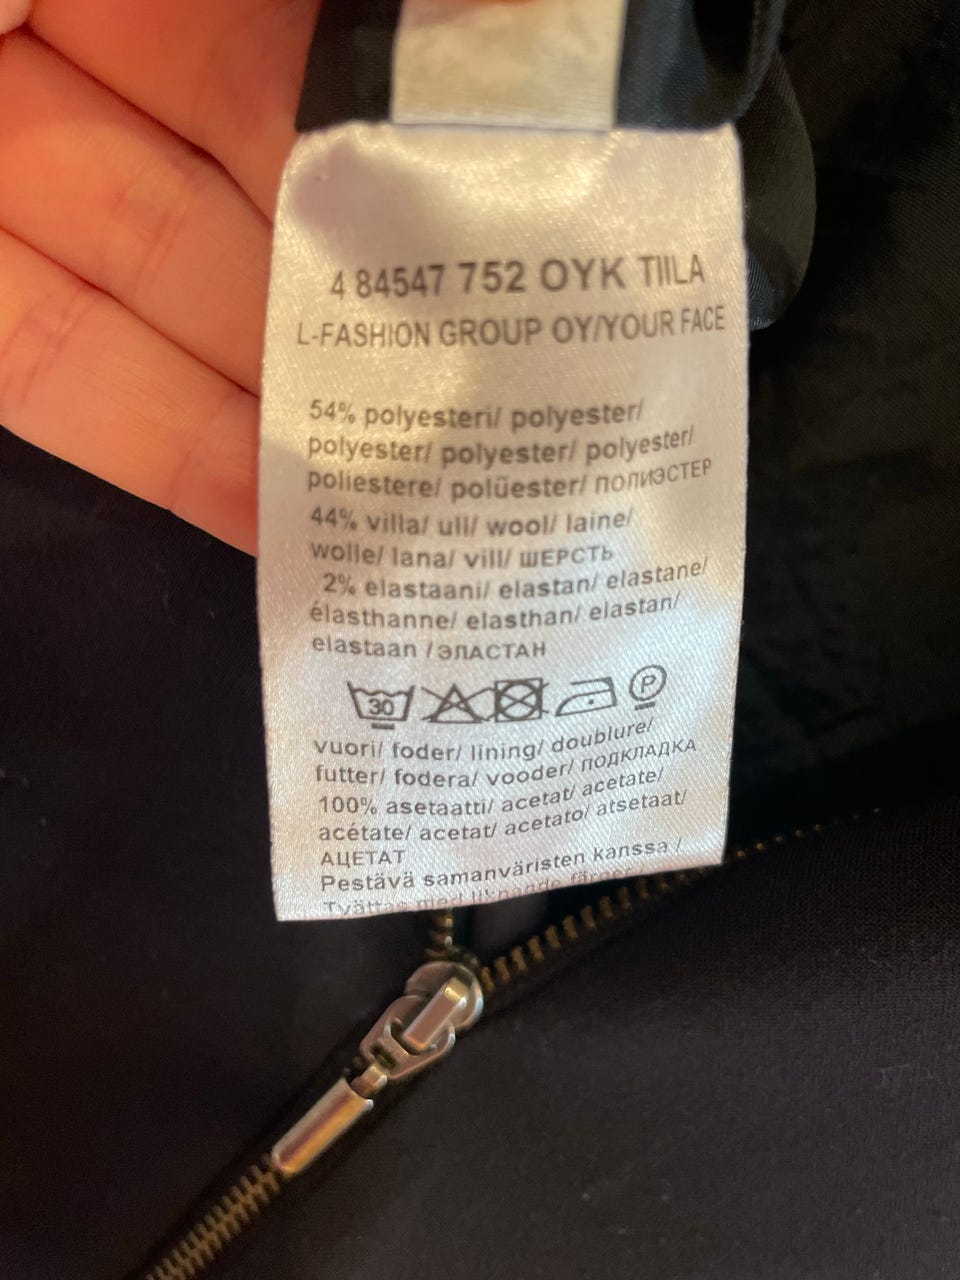 4 84547 752 OYK TIILA
L-FASHION GROUP OY/YOUR FACE
54% polyesteri/ polyester/
polyester/ polyester/ polyester/
poliestere/ polüester/ ПОЛИЭСТЕР
44% villa/ ull/ wool/ laine/
wolle/ lana/ vill/ ШЕРСТЬ
2% elastaani/ elastan/ elastane/
élasthanne/ elasthan/ elastan/
elastaan /ЭЛАСТАН
30 P
vuori/ foder/ lining/ doublure/
futter/ fodera/ vooder/ ПОДКЛАДКА
100% asetaatti/ acetat/ acetate/
acétate/ acetat/ acetato/ atsetaat/
АЦЕТАТ
Pestävä samanväristen kanssa /
Tvättas med liknande